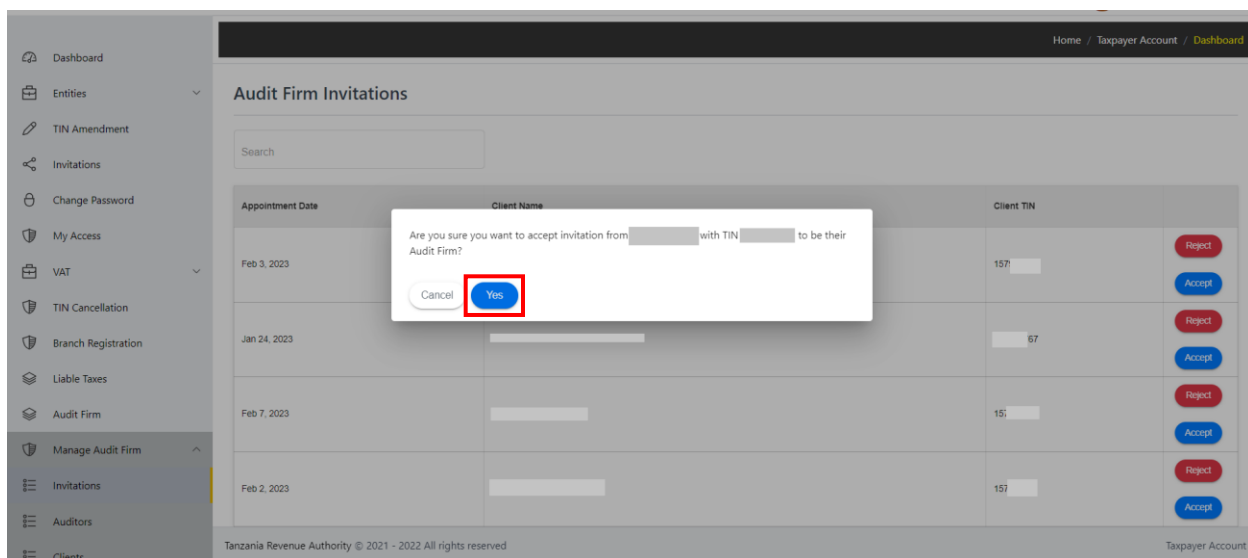 Home / Taxpayer Account / Dashboard
Dashboard
Entities
TIN Amendment
Invitations
Change Password
My Access
VAT
TIN Cancellation
Branch Registration
Liable Taxes
Audit Firm
Manage Audit Firm
Invitations
Auditors
Clients
Audit Firm Invitations
Search
Appointment Date Client Name Client TIN
Are you sure you want to accept invitation from with TIN to be their
Audit Firm?
Cancel Yes
Feb 3, 2023 157
Reject
Accept
Jan 24, 2023 67
Reject
Accept
Feb 7, 2023 15
Reject
Accept
Feb 2, 2023 157
Reject
Accept
Tanzania Revenue Authority © 2021 - 2022 All rights reserved Taxpayer Account